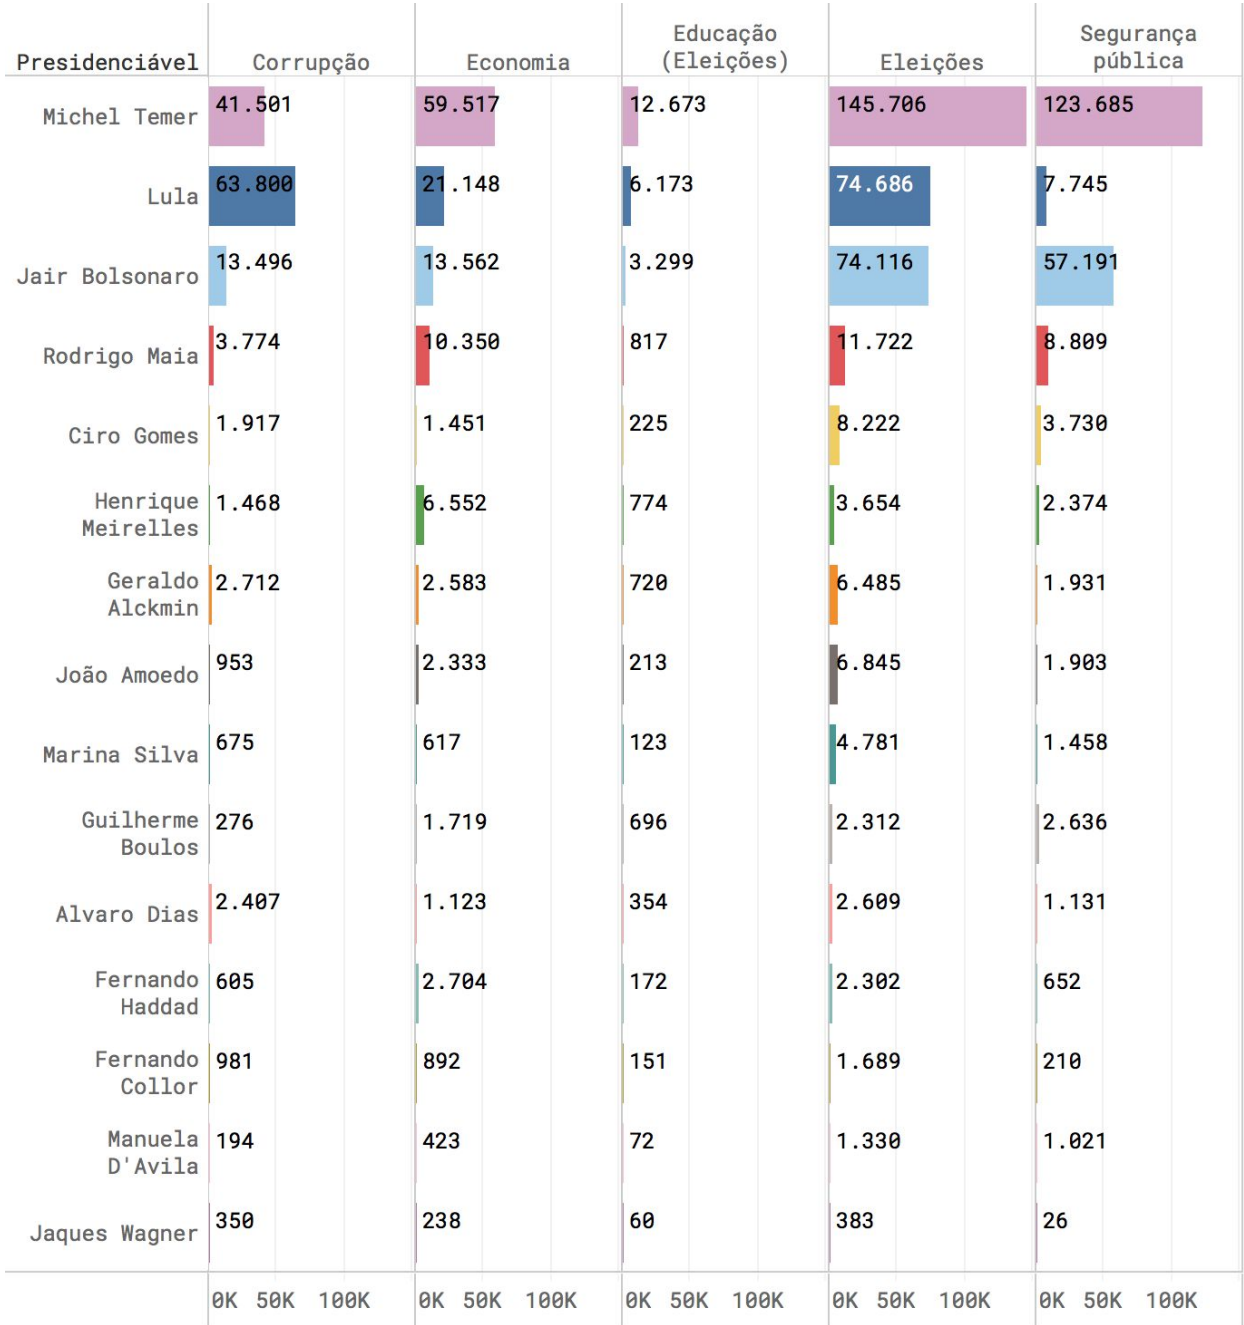 Presidenciável Corrupção Economia Educação (Eleições) Eleições Segurança pública
Michel Temer 41.501 59.517 12.673 145.706 123.685
Lula 63.800 21.148 6.173 74.686 7.745
Jair Bolsonaro 13.496 13.562 3.299 74.116 57.191
Rodrigo Maia 3.774 10.350 817 11.722 8.809
Ciro Gomes 1.917 1.451 225 8.222 3.730
Henrique Meirelles 1.468 6.552 774 3.654 2.374
Geraldo Alckmin 2.712 2.583 720 6.485 1.931
João Amoedo 953 2.333 213 6.845 1.903
Marina Silva 675 617 123 4.781 1.458
Guilherme Boulos 276 1.719 696 2.312 2.636
Alvaro Dias 2.407 1.123 354 2.609 1.131
Fernando Haddad 605 2.704 172 2.302 652
Fernando Collor 981 892 151 1.689 210
Manuela D'Avila 194 423 72 1.330 1.021
Jaques Wagner 350 238 60 383 26
0K 50K 100K 0K 50K 100K 0K 50K 100K 0K 50K 100K 0K 50K 100K